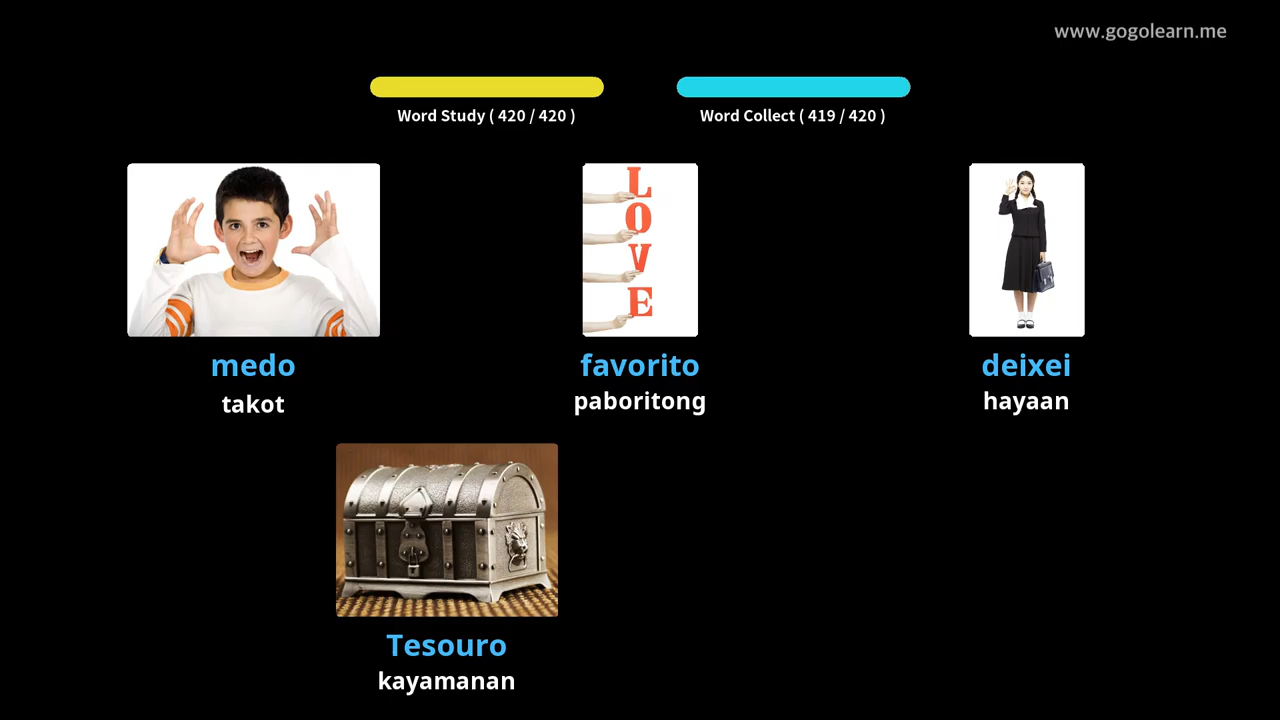 www.gogolearn.me
Word Study ( 420 / 420 )
Word Collect ( 419 / 420 )
L
O
V
E
medo
takot
favorito
paboritong
deixei
hayaan
Tesouro
kayamanan